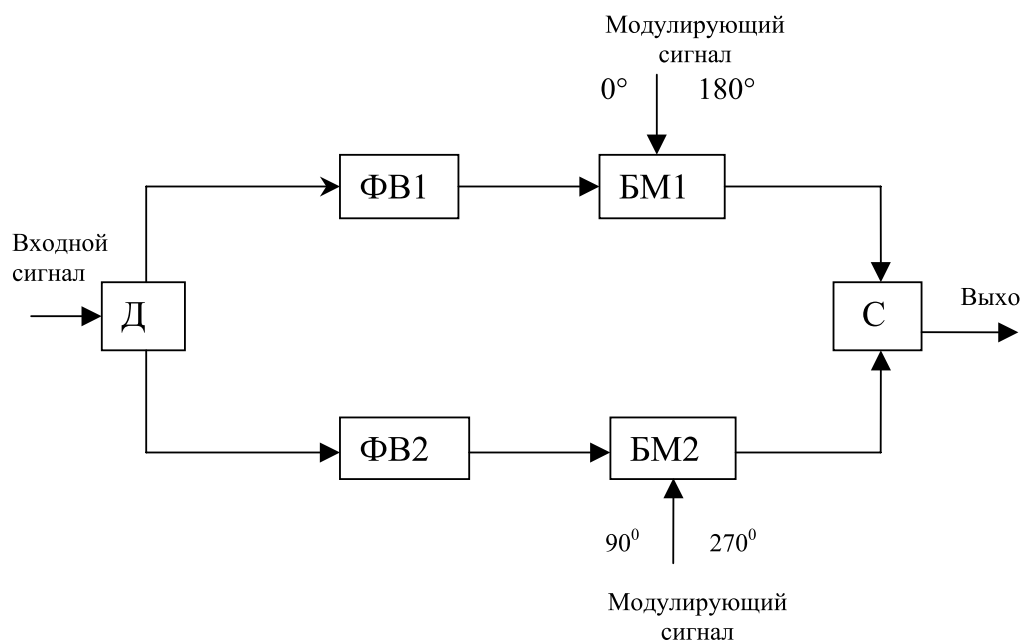 Модулирующий
сигнал
0° 180°
ФВ1
БМ1
Входной
сигнал
Д
С
Выхо
ФВ2
БМ2
90⁰ 270⁰
Модулирующий
сигнал